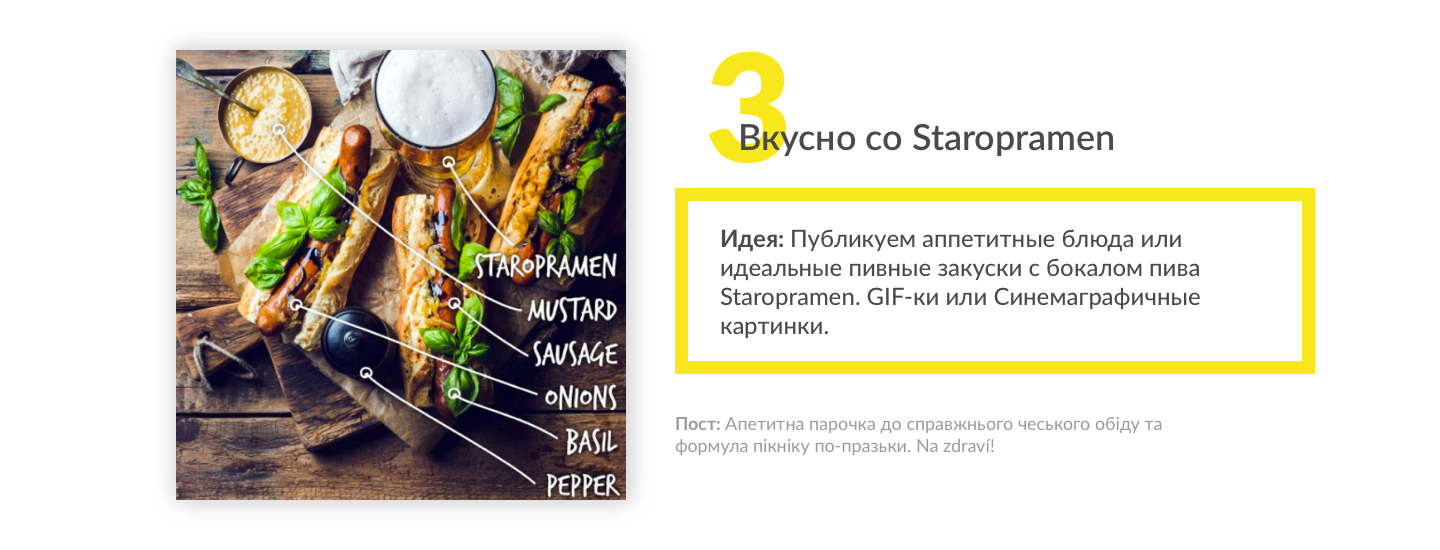 3
Вкусно со Staropramen
Идея: Публикуем аппетитные блюда или
идеальные пивные закуски с бокалом пива
Staropramen. GIF-ки или Синемаграфичные
картинки.
Пост: Апетитна парочка до справжнього чеського обіду та
формула пікніку по-празьки. Na zdraví!
STAROPRAMEN
MUSTARD
SAUSAGE
ONIONS
BASIL
PEPPER